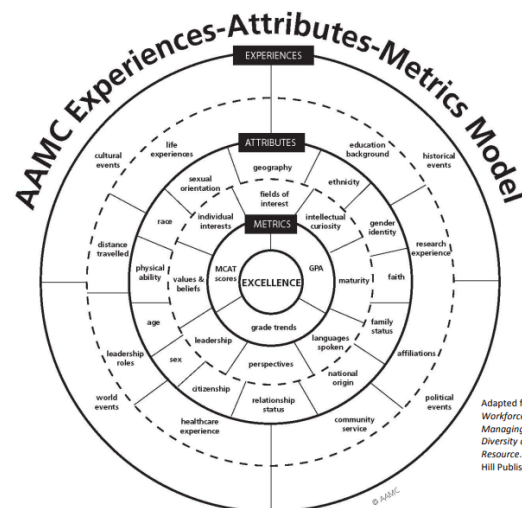 AAMC Experiences-Attributes-Metrics Model
EXPERIENCES
cultural
events
life
experiences
education
background
historical
events
ATTRIBUTES
geography
sexual
orientation
ethnicity
fields of
interest
individual
interests
METRICS
intellectual
curiosity
race
gender
identity
distance
travelled
research
experience
physical
ability
values &
beliefs
MCAT
scores
EXCELLENCE
GPA
maturity
faith
grade trends
age
leadership
perspectives
languages
spoken
family
status
leadership
roles
sex
citizenship
relationship
status
national
origin
affiliations
world
events
healthcare
experience
community
service
political
events
Adapted f
Workforc
Managing
Diversity
Resource.
Hill Publis
© AAMC